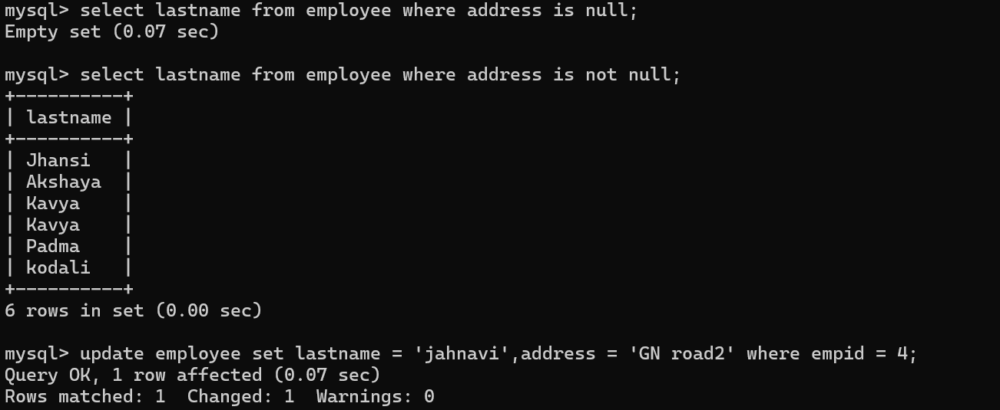 mysql> select lastname from employee where address is null;
Empty set (0.07 sec)

mysql> select lastname from employee where address is not null;
+----------+
| lastname |
+----------+
| Jhansi   |
| Akshaya  |
| Kavya    |
| Kavya    |
| Padma    |
| kodali   |
+----------+
6 rows in set (0.00 sec)

mysql> update employee set lastname = 'jahnavi',address = 'GN road2' where empid = 4;
Query OK, 1 row affected (0.07 sec)
Rows matched: 1  Changed: 1  Warnings: 0